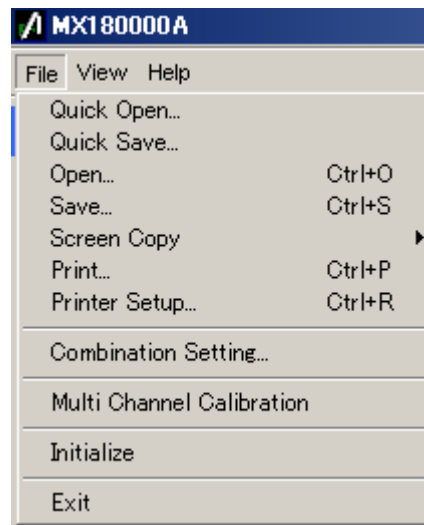 MX180000A
File View Help
Quick Open...
Quick Save...
Open... Ctrl+O
Save... Ctrl+S
Screen Copy
Print... Ctrl+P
Printer Setup... Ctrl+R
Combination Setting...
Multi Channel Calibration
Initialize
Exit